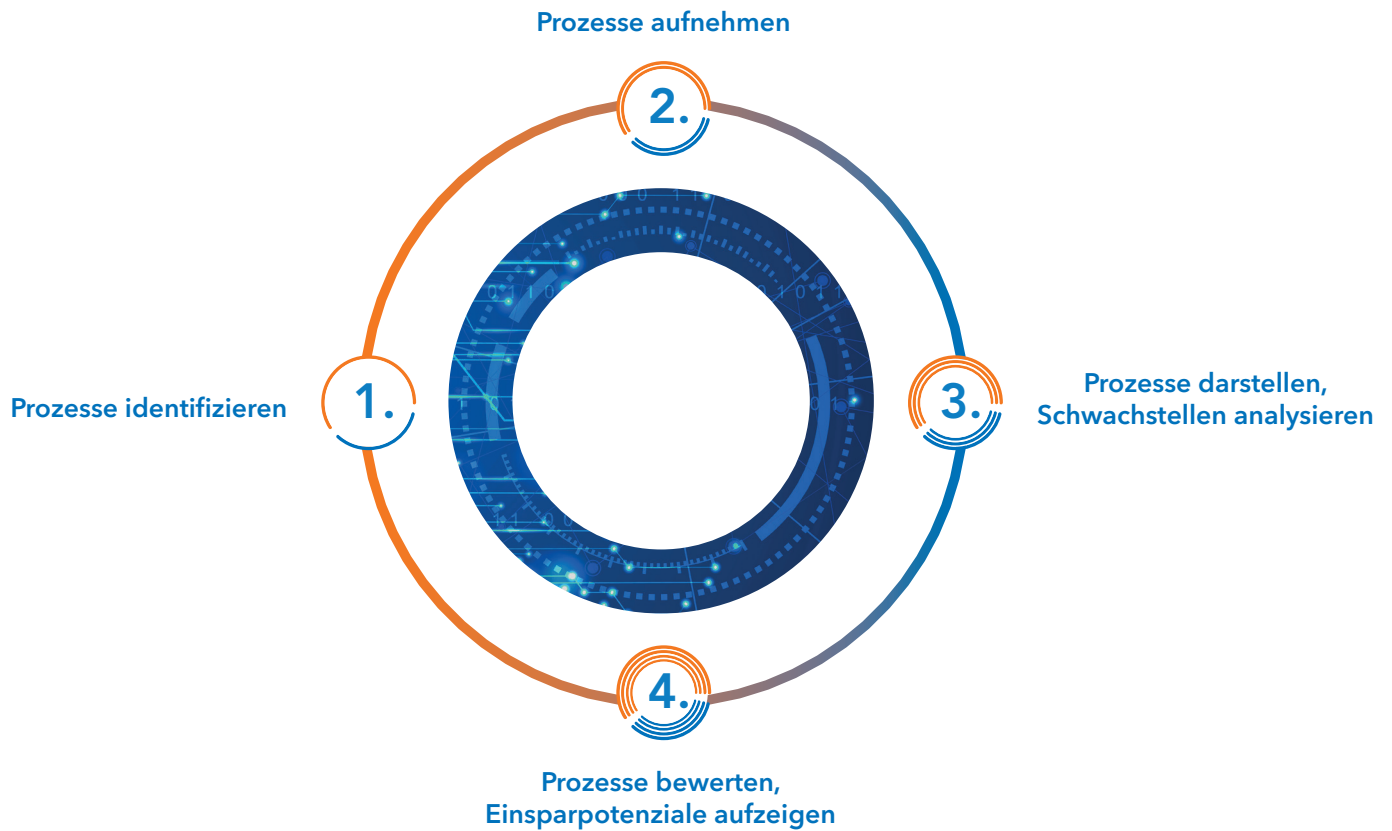 Prozesse aufnehmen
2.
1.
Prozesse identifizieren
3.
Prozesse darstellen,
Schwachstellen analysieren
4.
Prozesse bewerten,
Einsparpotenziale aufzeigen